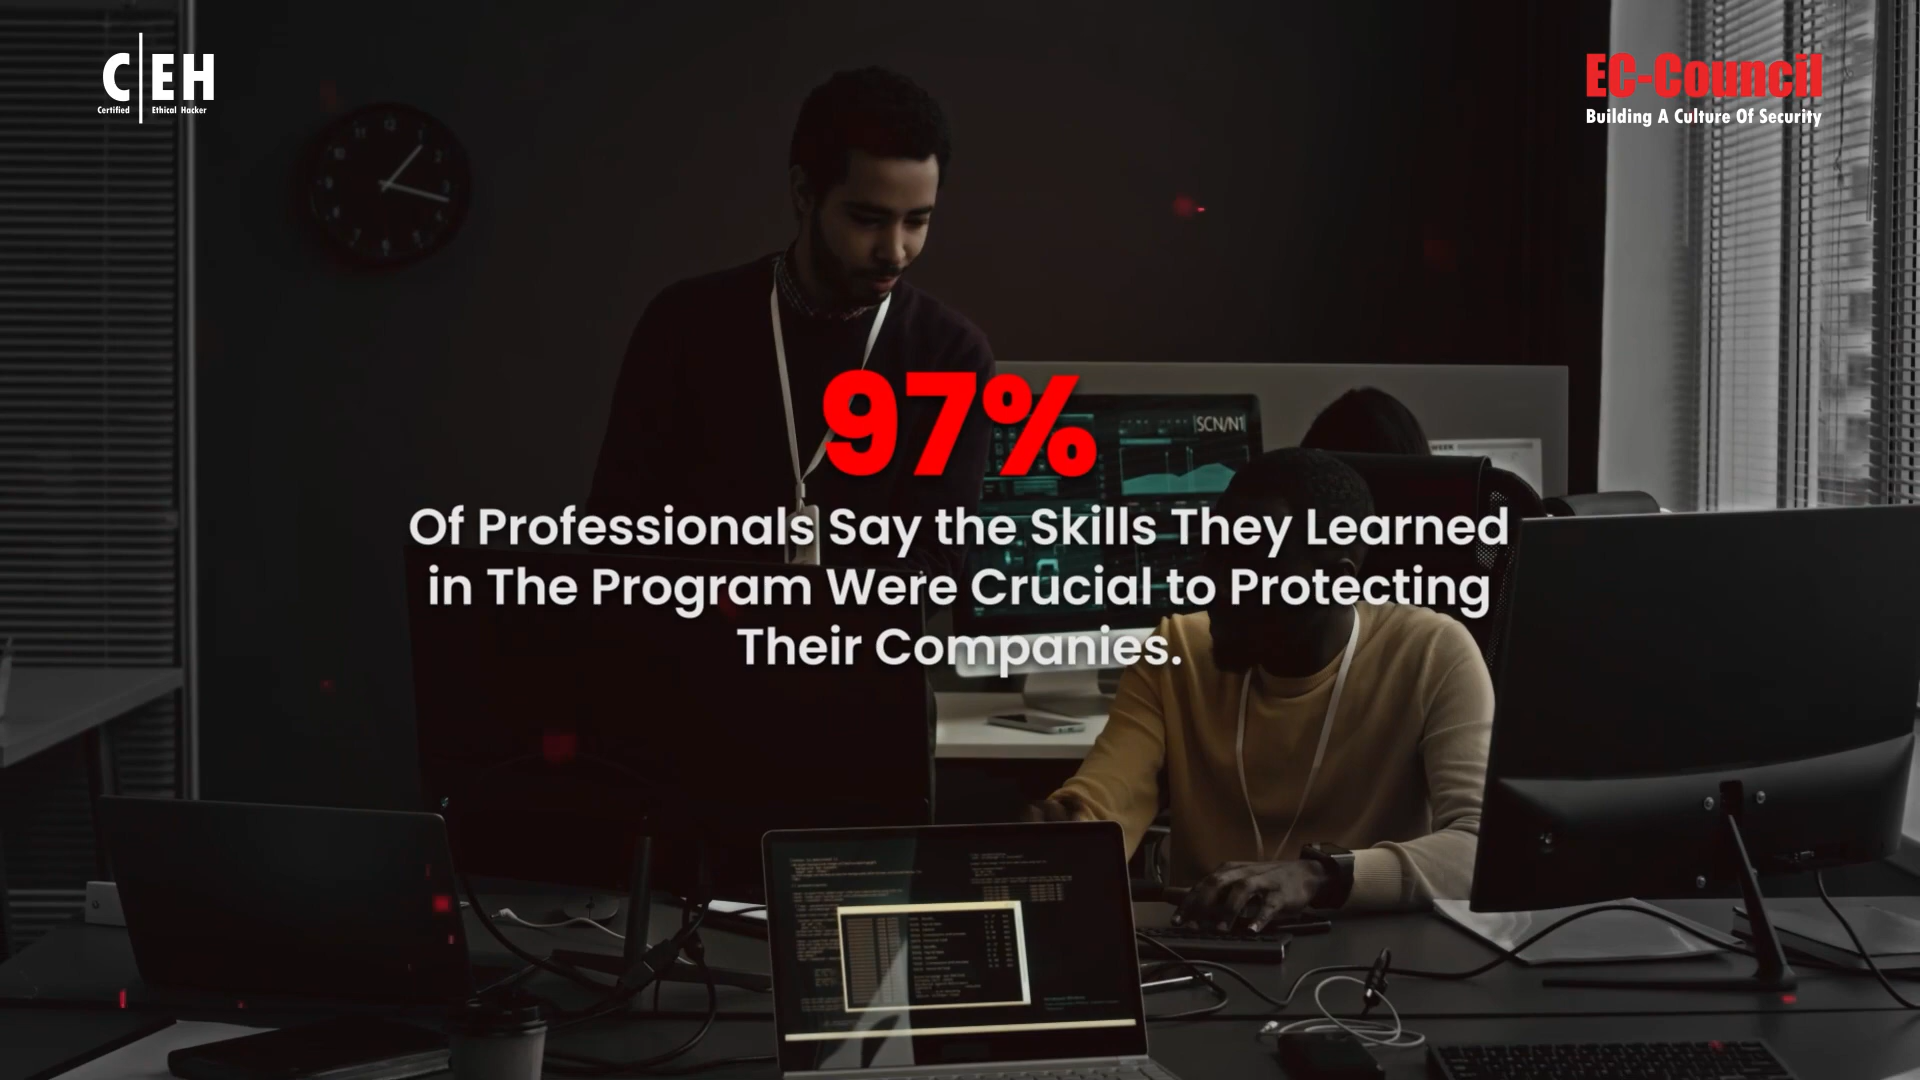 C|EH
Certified Ethical Hacker
EC-Council
Building A Culture Of Security
97%
SCN/N1
WEEK
Of Professionals Say the Skills They Learned
in The Program Were Crucial to Protecting
Their Companies.